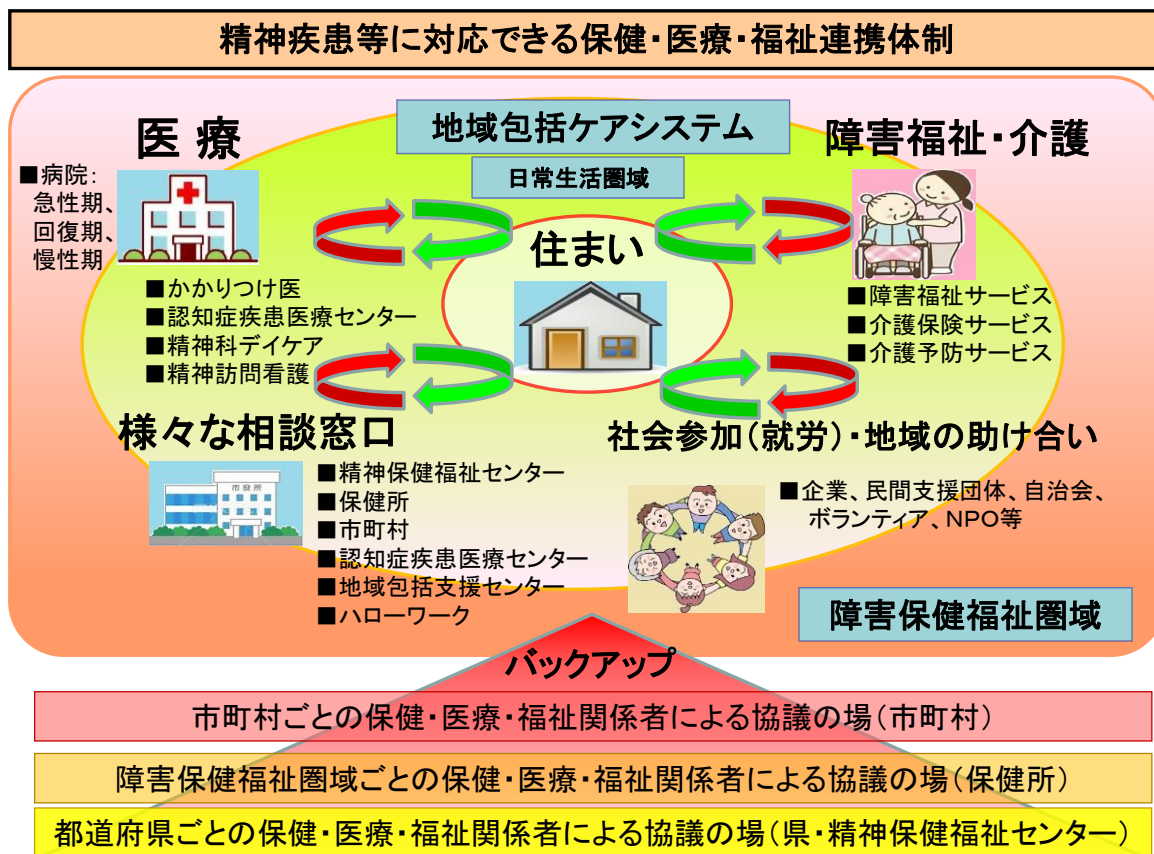 精神疾患等に対応できる保健・医療・福祉連携体制
地域包括ケアシステム
日常生活圏域
医 療
■病院:
急性期、
回復期、
慢性期
■かかりつけ医
■認知症疾患医療センター
■精神科デイケア
■精神訪問看護
障害福祉・介護
■障害福祉サービス
■介護保険サービス
■介護予防サービス
住まい
様々な相談窓口
市役所
■精神保健福祉センター
■保健所
■市町村
■認知症疾患医療センター
■地域包括支援センター
■ハローワーク
社会参加(就労)・地域の助け合い
■企業、民間支援団体、自治会、
ボランティア、NPO等
障害保健福祉圏域
バックアップ
市町村ごとの保健・医療・福祉関係者による協議の場(市町村)
障害保健福祉圏域ごとの保健・医療・福祉関係者による協議の場(保健所)
都道府県ごとの保健・医療・福祉関係者による協議の場(県・精神保健福祉センター)